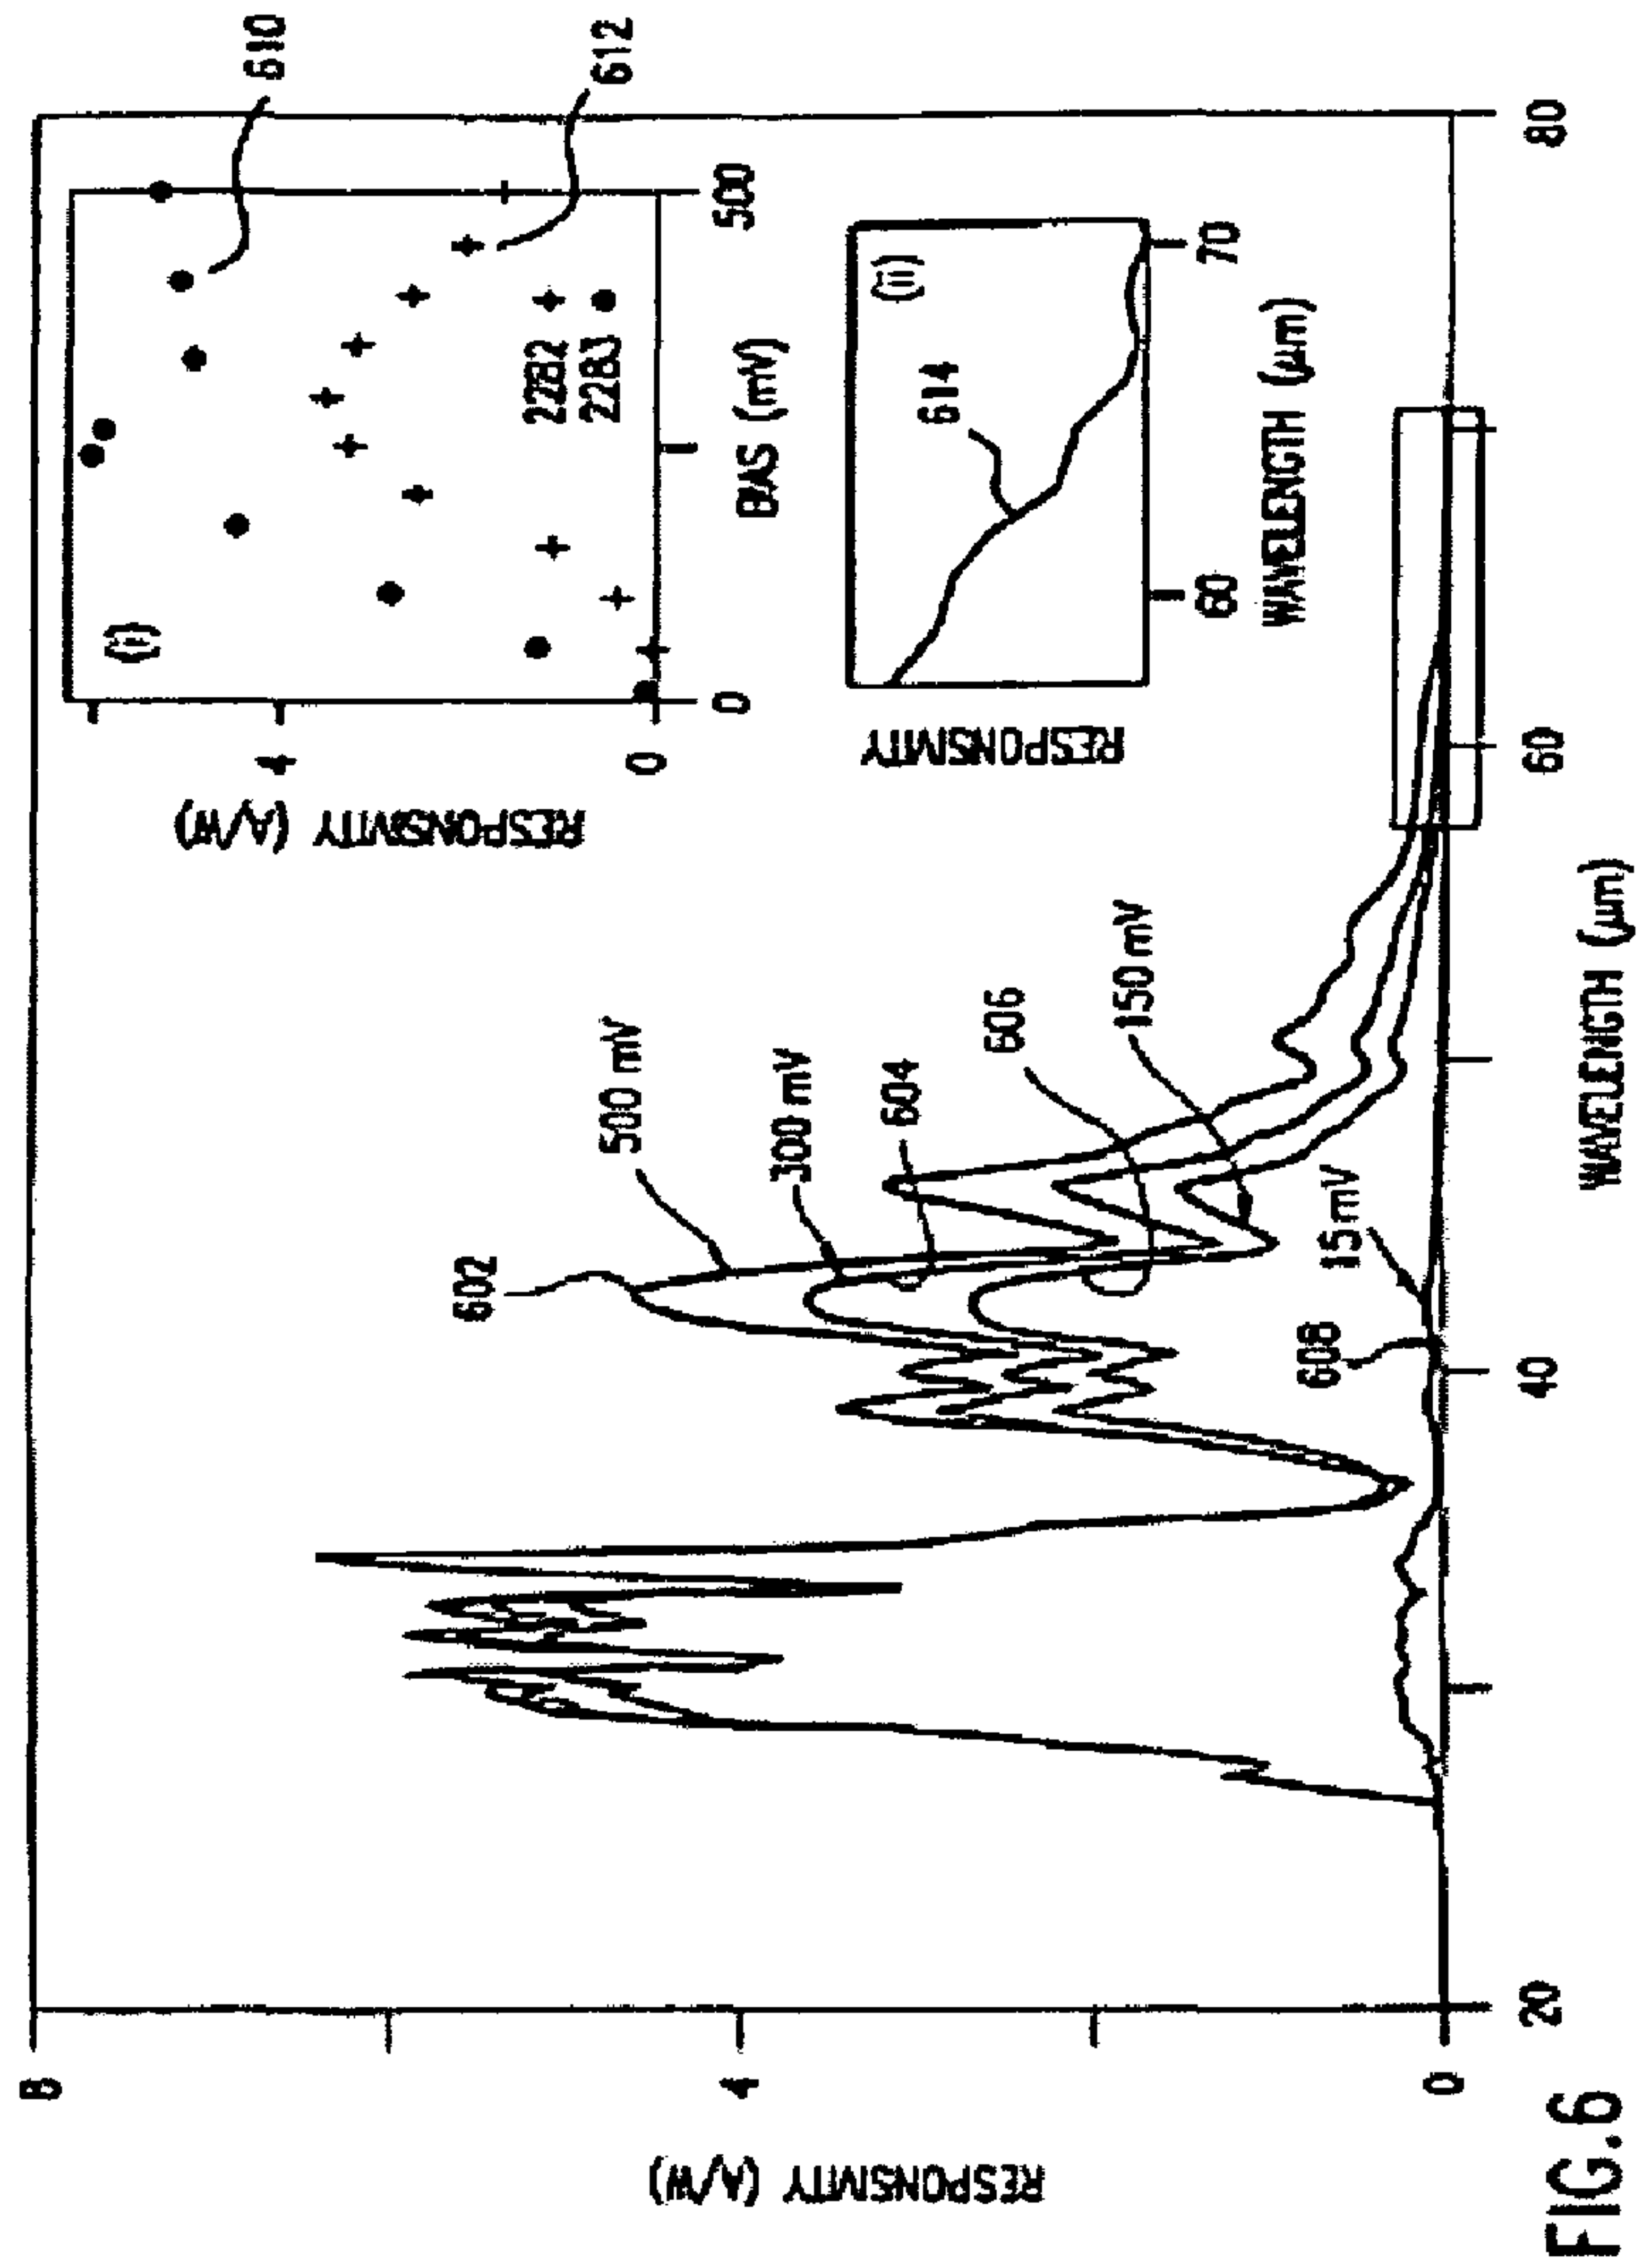 8
4
0
RESPONSIVITY (A/W)
20
40
60
80
WAVELENGTH (µm)
602
500 mV
300 mV
604
606
150 mV
15 mV
608
(i)
RESPONSIVITY (A/W)
4
0
0
500
BIAS (mV)
2282
2283
610
612
(ii)
614
RESPONSIVITY
60
70
WAVELENGTH (µm)
FIG.6